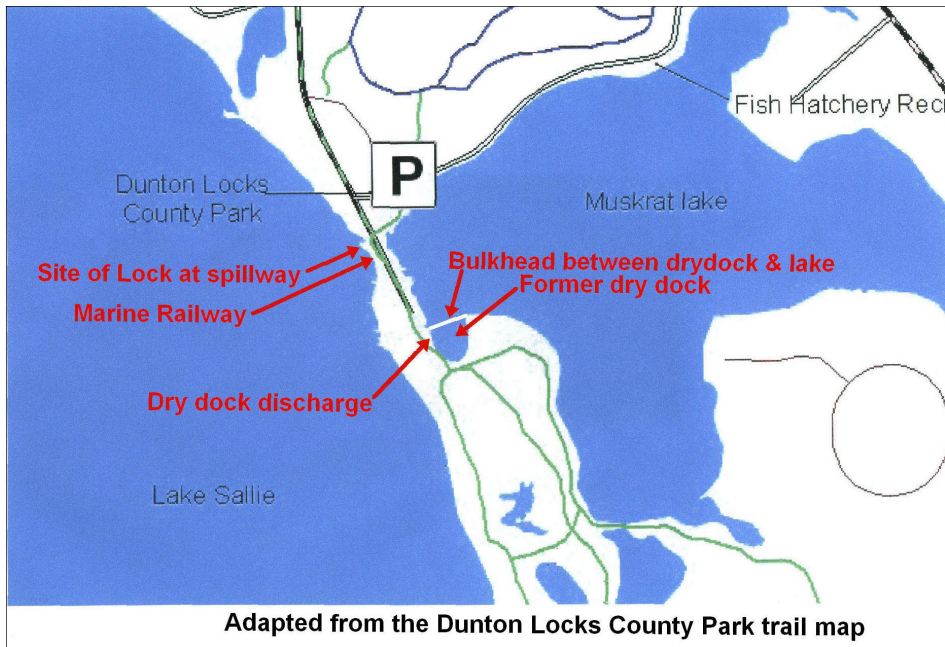 Fish Hatchery Recr
P
Dunton Locks
County Park
Muskrat lake
Site of Lock at spillway
Bulkhead between drydock & lake
Former dry dock
Marine Railway
Dry dock discharge
Lake Sallie
Adapted from the Dunton Locks County Park trail map